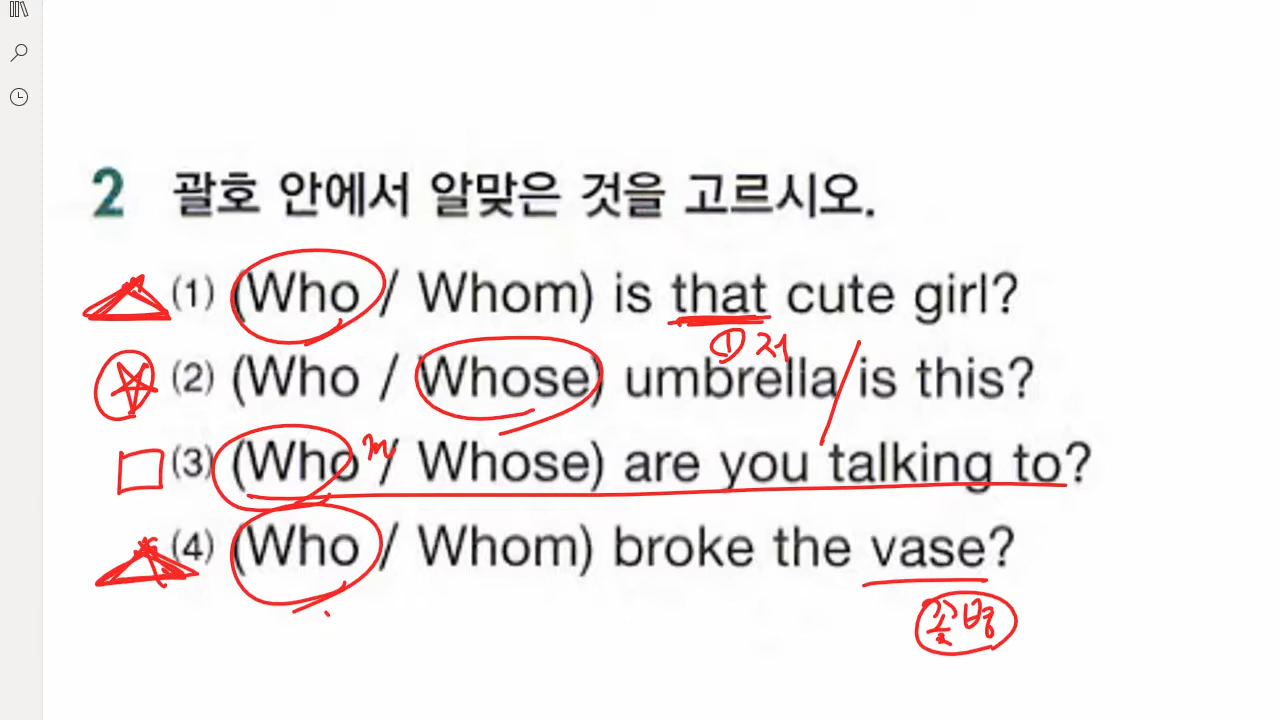 2 괄호 안에서 알맞은 것을 고르시오.
(1) (Who / Whom) is that cute girl?
① 저
(2) (Who / Whose) umbrella is this?
(3) (Who m / Whose) are you talking to?
(4) (Who / Whom) broke the vase?
꽃병